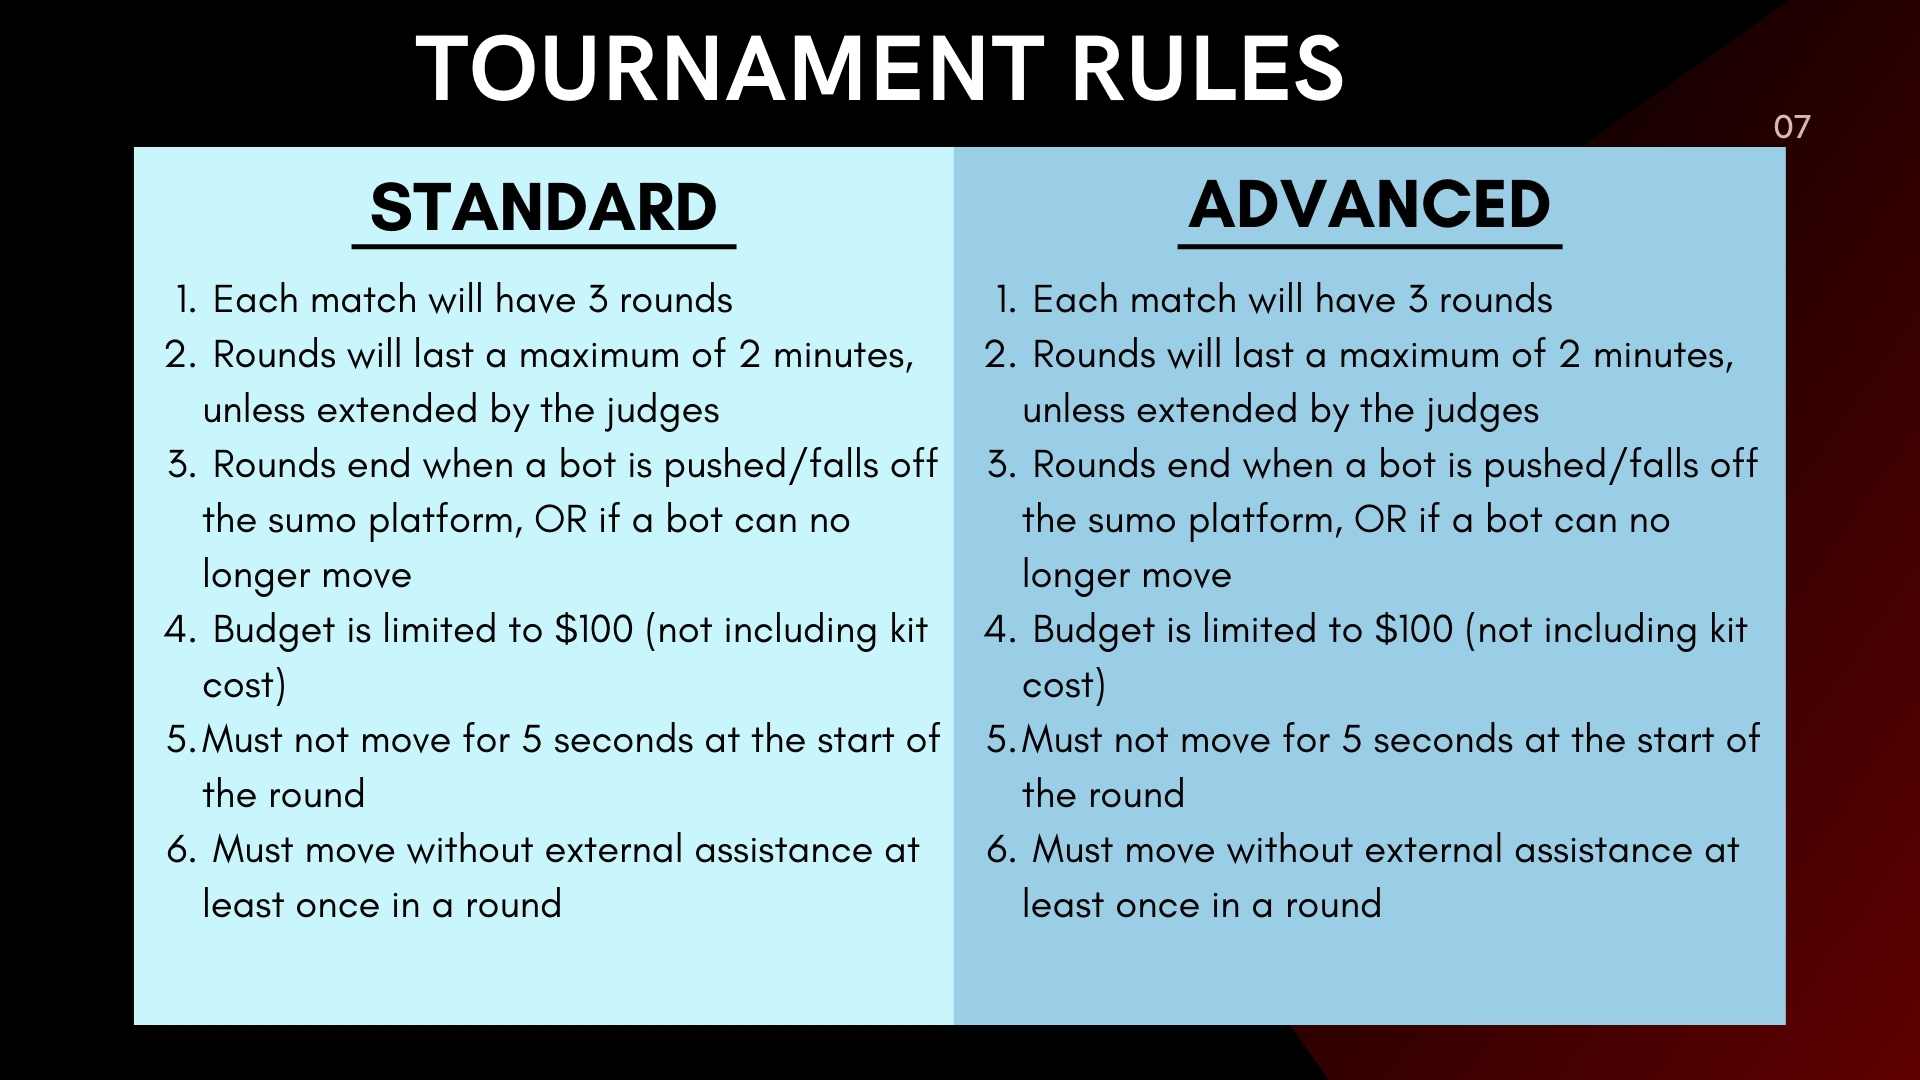 TOURNAMENT RULES
07
STANDARD
1. Each match will have 3 rounds
2. Rounds will last a maximum of 2 minutes,
unless extended by the judges
3. Rounds end when a bot is pushed/falls off
the sumo platform, OR if a bot can no
longer move
4. Budget is limited to $100 (not including kit
cost)
5. Must not move for 5 seconds at the start of
the round
6. Must move without external assistance at
least once in a round
ADVANCED
1. Each match will have 3 rounds
2. Rounds will last a maximum of 2 minutes,
unless extended by the judges
3. Rounds end when a bot is pushed/falls off
the sumo platform, OR if a bot can no
longer move
4. Budget is limited to $100 (not including kit
cost)
5. Must not move for 5 seconds at the start of
the round
6. Must move without external assistance at
least once in a round